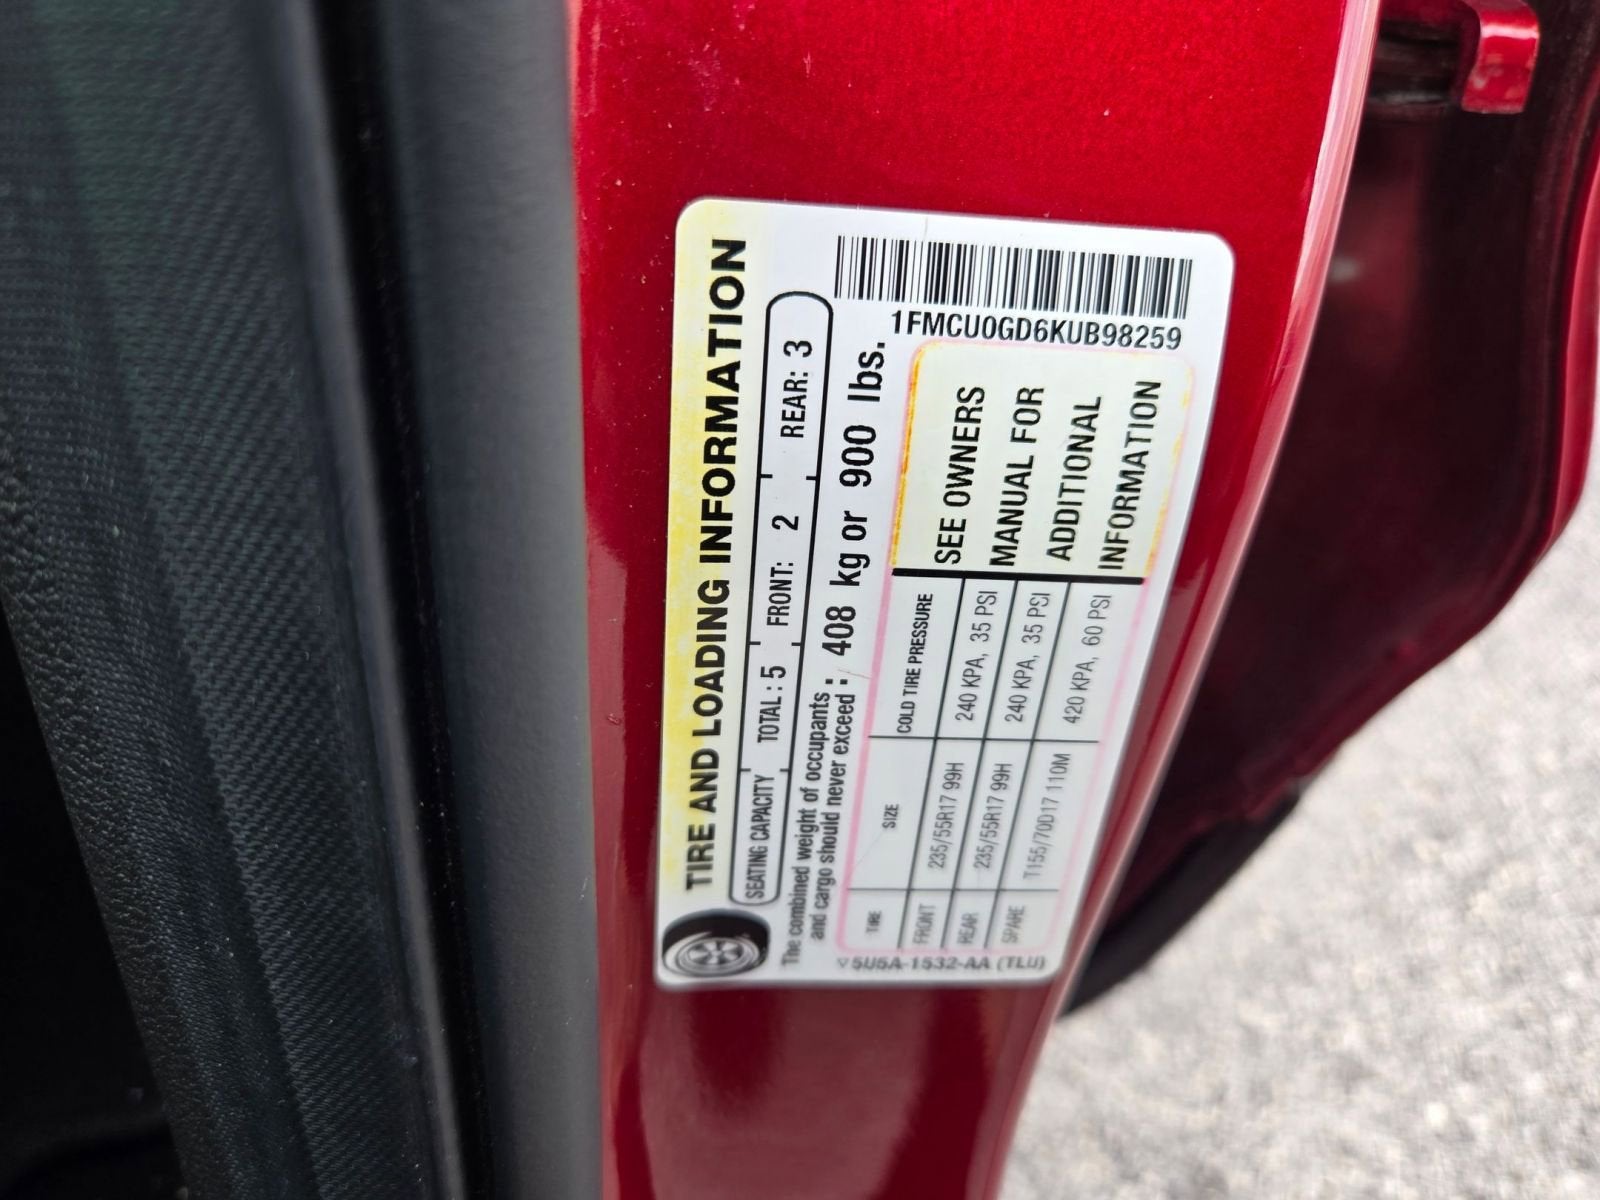 TIRE AND LOADING INFORMATION
SEATING CAPACITY TOTAL: 5 FRONT: 2 REAR: 3
The combined weight of occupants
and cargo should never exceed : 408 kg or 900 lbs.
TIRE SIZE COLD TIRE PRESSURE
FRONT 235/55R17 99H 240 KPA, 35 PSI
REAR 235/55R17 99H 240 KPA, 35 PSI
SPARE T155/70D17 110M 420 KPA, 60 PSI
SEE OWNERS
MANUAL FOR
ADDITIONAL
INFORMATION
5U5A-1532-AA (TLU)
1FMCU0GD6KUB98259